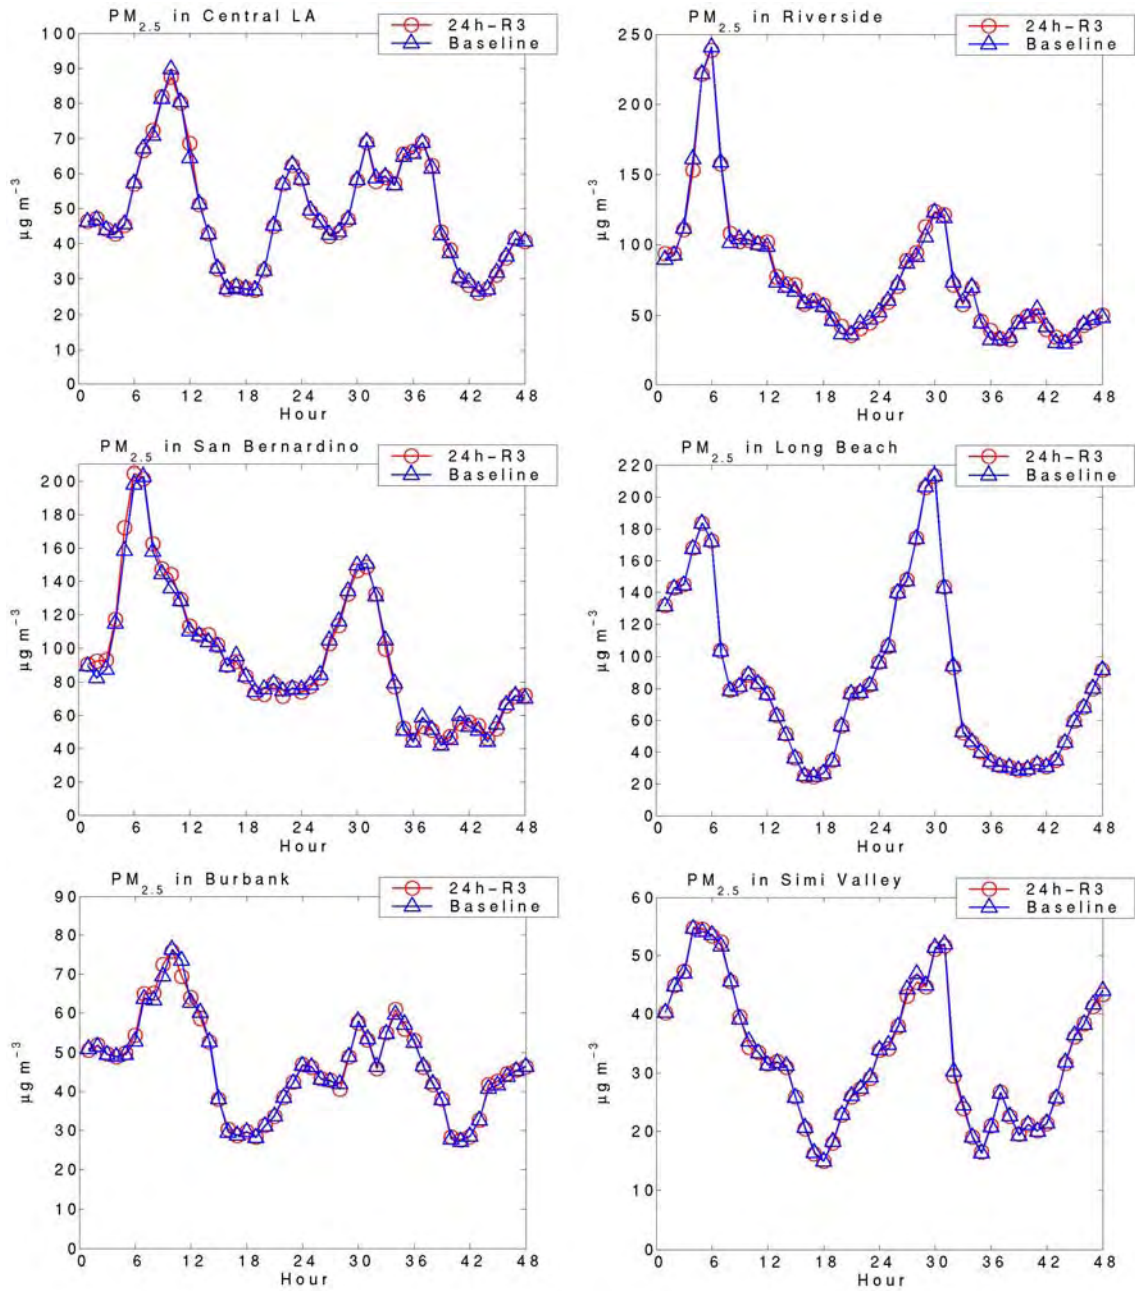 PM2.5 in Central LA
24h-R3
Baseline
100
90
80
70
60
50
40
30
20
10
0
µg m−3
0 6 12 18 24 30 36 42 48
Hour
PM2.5 in Riverside
24h-R3
Baseline
250
200
150
100
50
0
µg m−3
0 6 12 18 24 30 36 42 48
Hour
PM2.5 in San Bernardino
24h-R3
Baseline
200
180
160
140
120
100
80
60
40
20
0
µg m−3
0 6 12 18 24 30 36 42 48
Hour
PM2.5 in Long Beach
24h-R3
Baseline
220
200
180
160
140
120
100
80
60
40
20
0
µg m−3
0 6 12 18 24 30 36 42 48
Hour
PM2.5 in Burbank
24h-R3
Baseline
90
80
70
60
50
40
30
20
10
0
µg m−3
0 6 12 18 24 30 36 42 48
Hour
PM2.5 in Simi Valley
24h-R3
Baseline
60
50
40
30
20
10
0
µg m−3
0 6 12 18 24 30 36 42 48
Hour